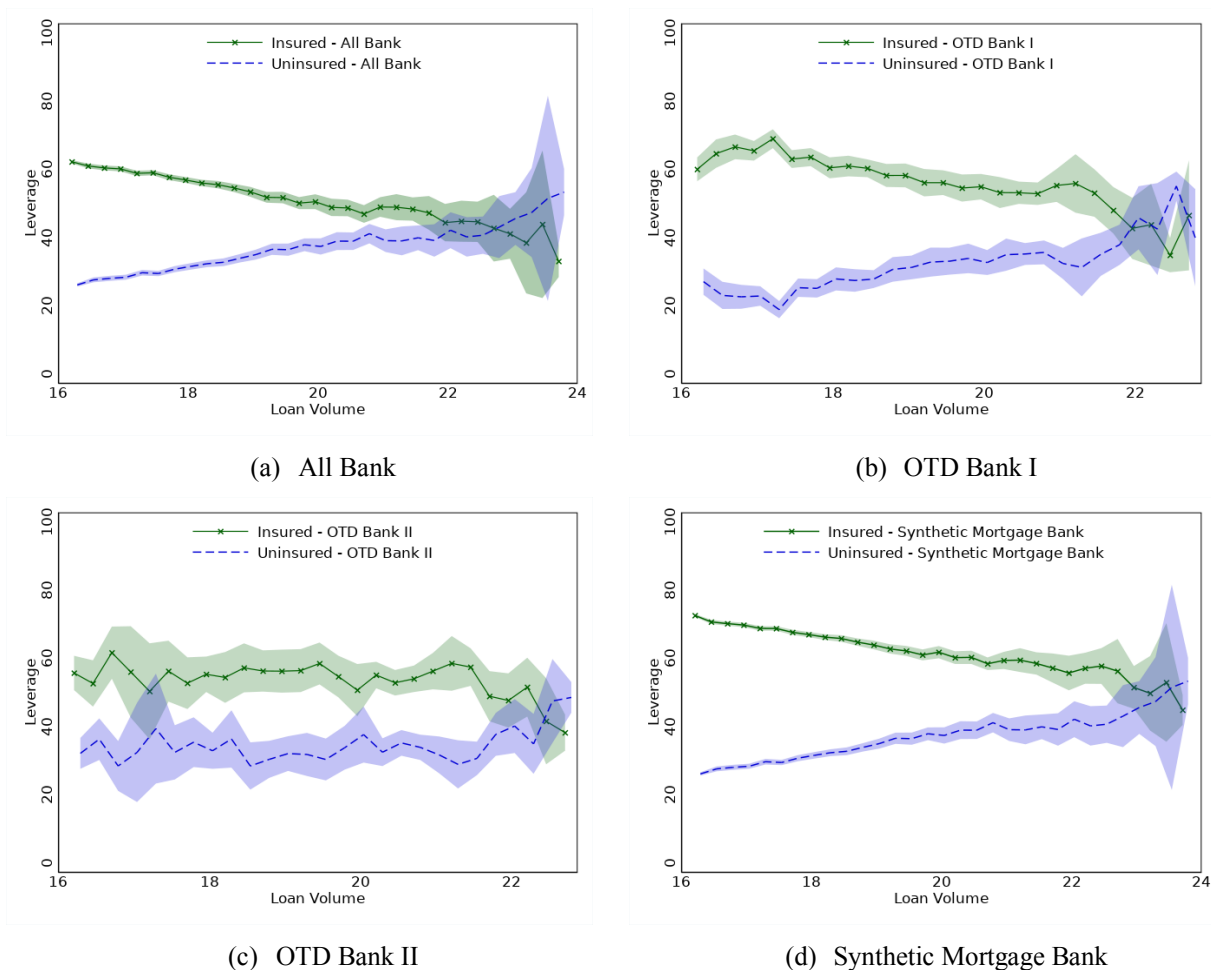 Insured - All Bank
Uninsured - All Bank
Leverage
0 20 40 60 80 100
16 18 20 22 24
Loan Volume
(a) All Bank
Insured - OTD Bank I
Uninsured - OTD Bank I
Leverage
0 20 40 60 80 100
16 18 20 22
Loan Volume
(b) OTD Bank I
Insured - OTD Bank II
Uninsured - OTD Bank II
Leverage
0 20 40 60 80 100
16 18 20 22
Loan Volume
(c) OTD Bank II
Insured - Synthetic Mortgage Bank
Uninsured - Synthetic Mortgage Bank
Leverage
0 20 40 60 80 100
16 18 20 22 24
Loan Volume
(d) Synthetic Mortgage Bank